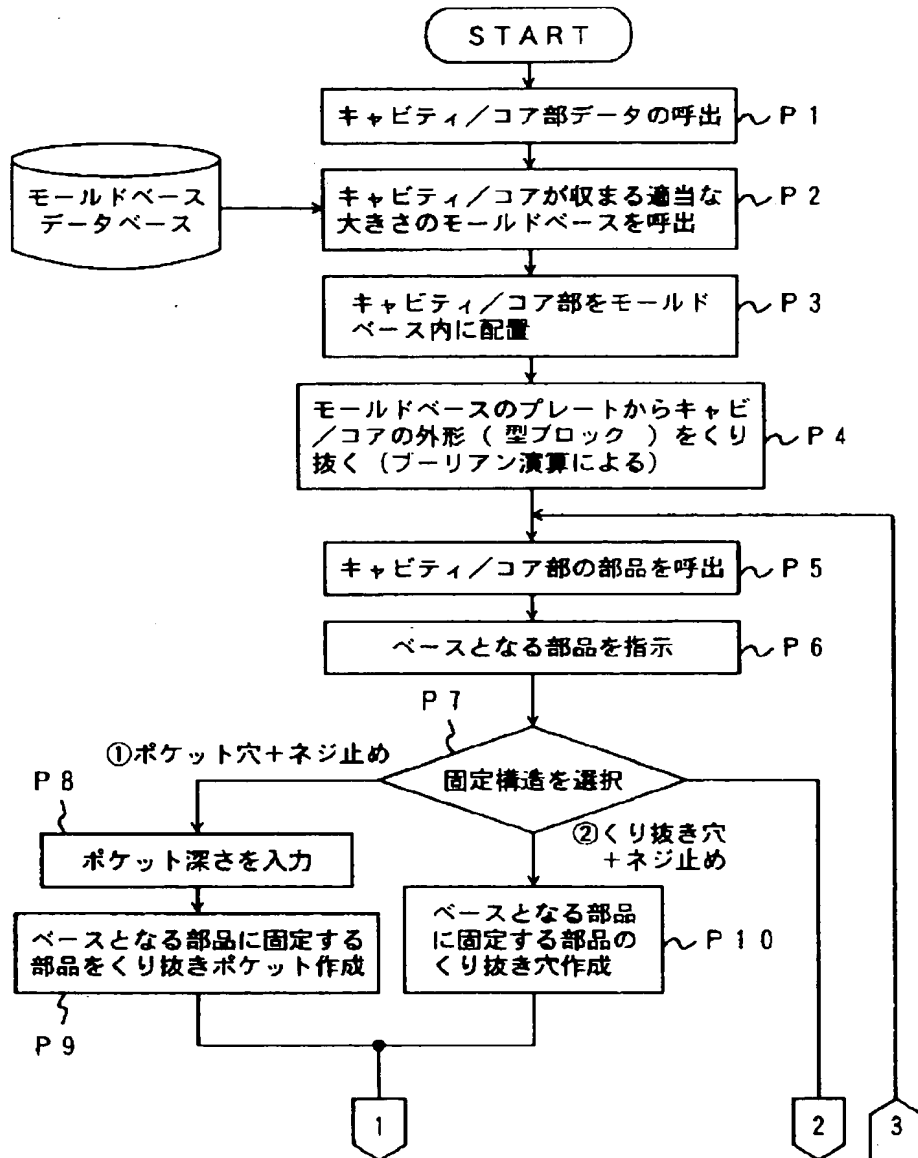 START
キャビティ／コア部データの呼出
P1
モールドベース
データベース
キャビティ／コアが収まる適当な
大きさのモールドベースを呼出
P2
キャビティ／コア部をモールド
ベース内に配置
P3
モールドベースのプレートからキャビ
／コアの外形（型ブロック）をくり
抜く（ブーリアン演算による）
P4
キャビティ／コア部の部品を呼出
P5
ベースとなる部品を指示
P6
P7
①ポケット穴＋ネジ止め
固定構造を選択
P8
②くり抜き穴
＋ネジ止め
ポケット深さを入力
ベースとなる部品に固定する
部品をくり抜きポケット作成
P9
ベースとなる部品
に固定する部品の
くり抜き穴作成
P10
1
2
3